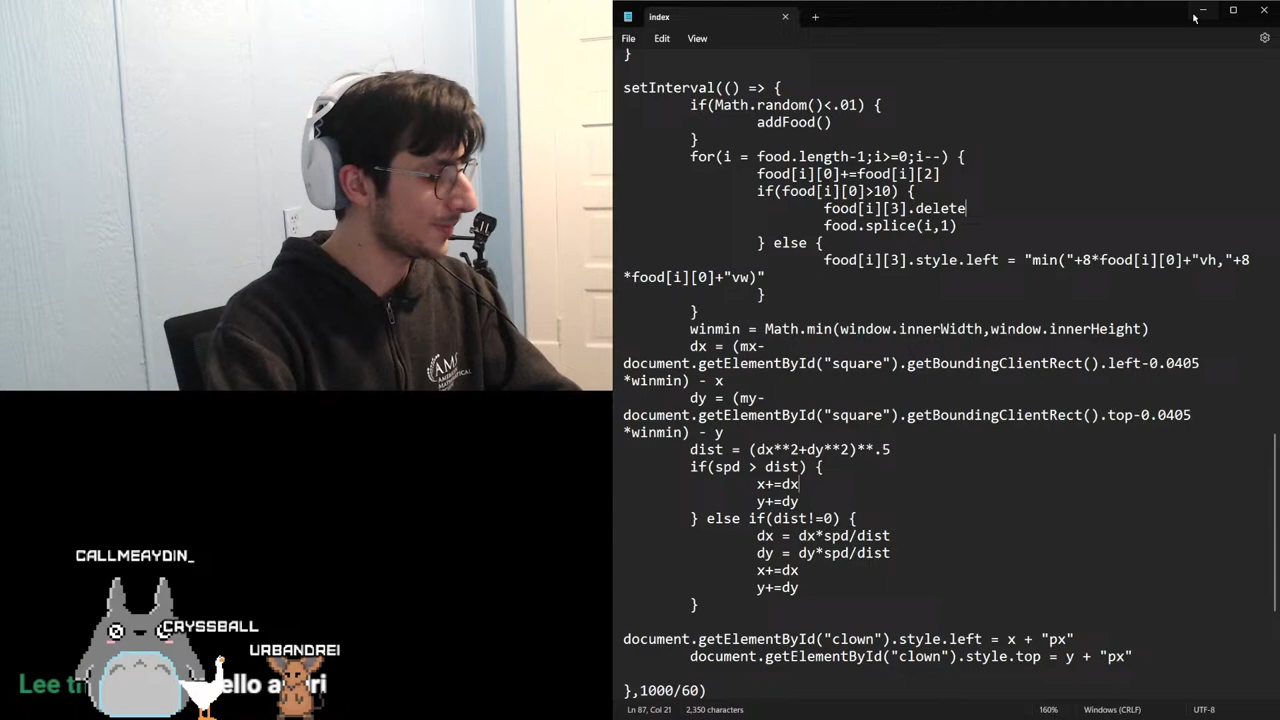 index
File Edit View
}
setInterval(() => {
if(Math.random()<.01) {
addFood()
}
for(i = food.length-1;i>=0;i--) {
food[i][0]+=food[i][2]
if(food[i][0]>10) {
food[i][3].delete
food.splice(i,1)
} else {
food[i][3].style.left = "min("+8*food[i][0]+"vh,"+8
*food[i][0]+"vw)"
}
}
winmin = Math.min(window.innerWidth,window.innerHeight)
dx = (mx-
document.getElementById("square").getBoundingClientRect().left-0.0405
*winmin) - x
dy = (my-
document.getElementById("square").getBoundingClientRect().top-0.0405
*winmin) - y
dist = (dx**2+dy**2)**.5
if(spd > dist) {
x+=dx
y+=dy
} else if(dist!=0) {
dx = dx*spd/dist
dy = dy*spd/dist
x+=dx
y+=dy
}
document.getElementById("clown").style.left = x + "px"
document.getElementById("clown").style.top = y + "px"
},1000/60)
Ln 87, Col 21 2,350 characters 160% Windows (CRLF) UTF-8
AMS
CALLMEAYDIN_
CRYSSBALL
URBANDREI
Lee